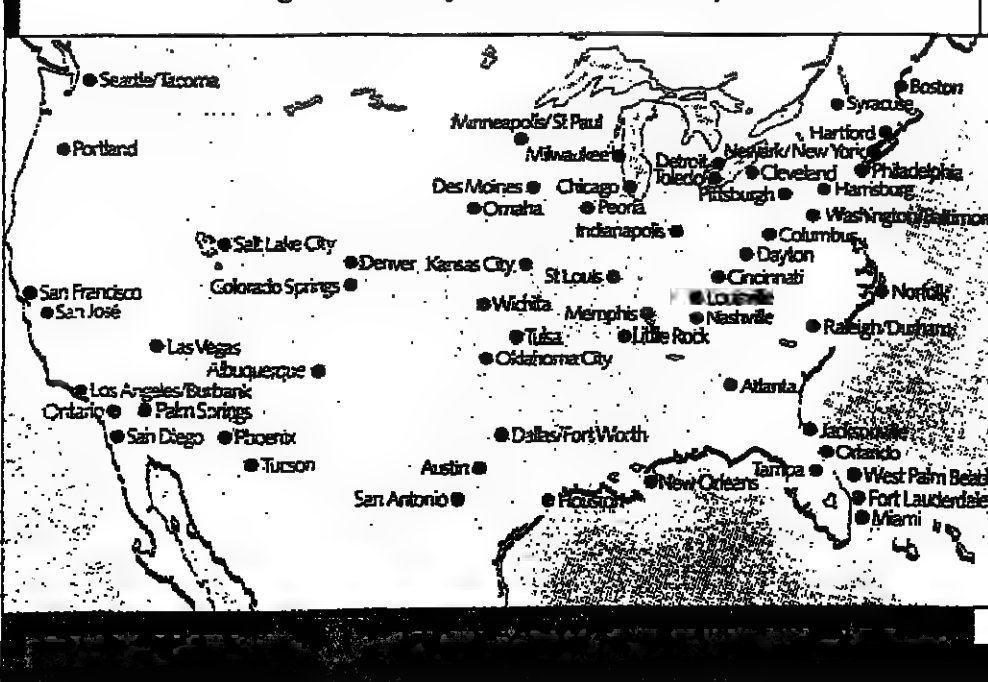 Seattle/Tacoma
Boston
Syracuse
Minneapolis/St Paul
Hartford
Portland
Newark/New York
Milwaukee
Detroit
Cleveland
Philadelphia
Toledo
Des Moines
Chicago
Pittsburgh
Harrisburg
Omaha
Peoria
Washington/Baltimor
Indianapolis
Columbus
Salt Lake City
Dayton
Denver
Kansas City
St Louis
Cincinnati
Colorado Springs
San Francisco
Louisville
Norfolk
Wichita
San José
Memphis
Nashville
Raleigh/Durham
Tulsa
Little Rock
Las Vegas
Oklahoma City
Albuquerque
Atlanta
Los Angeles/Burbank
Ontario
Palm Springs
Jacksonville
San Diego
Phoenix
Dallas/Fort Worth
Orlando
Tucson
Austin
Tampa
West Palm Beac
New Orleans
San Antonio
Houston
Fort Lauderdale
Miami